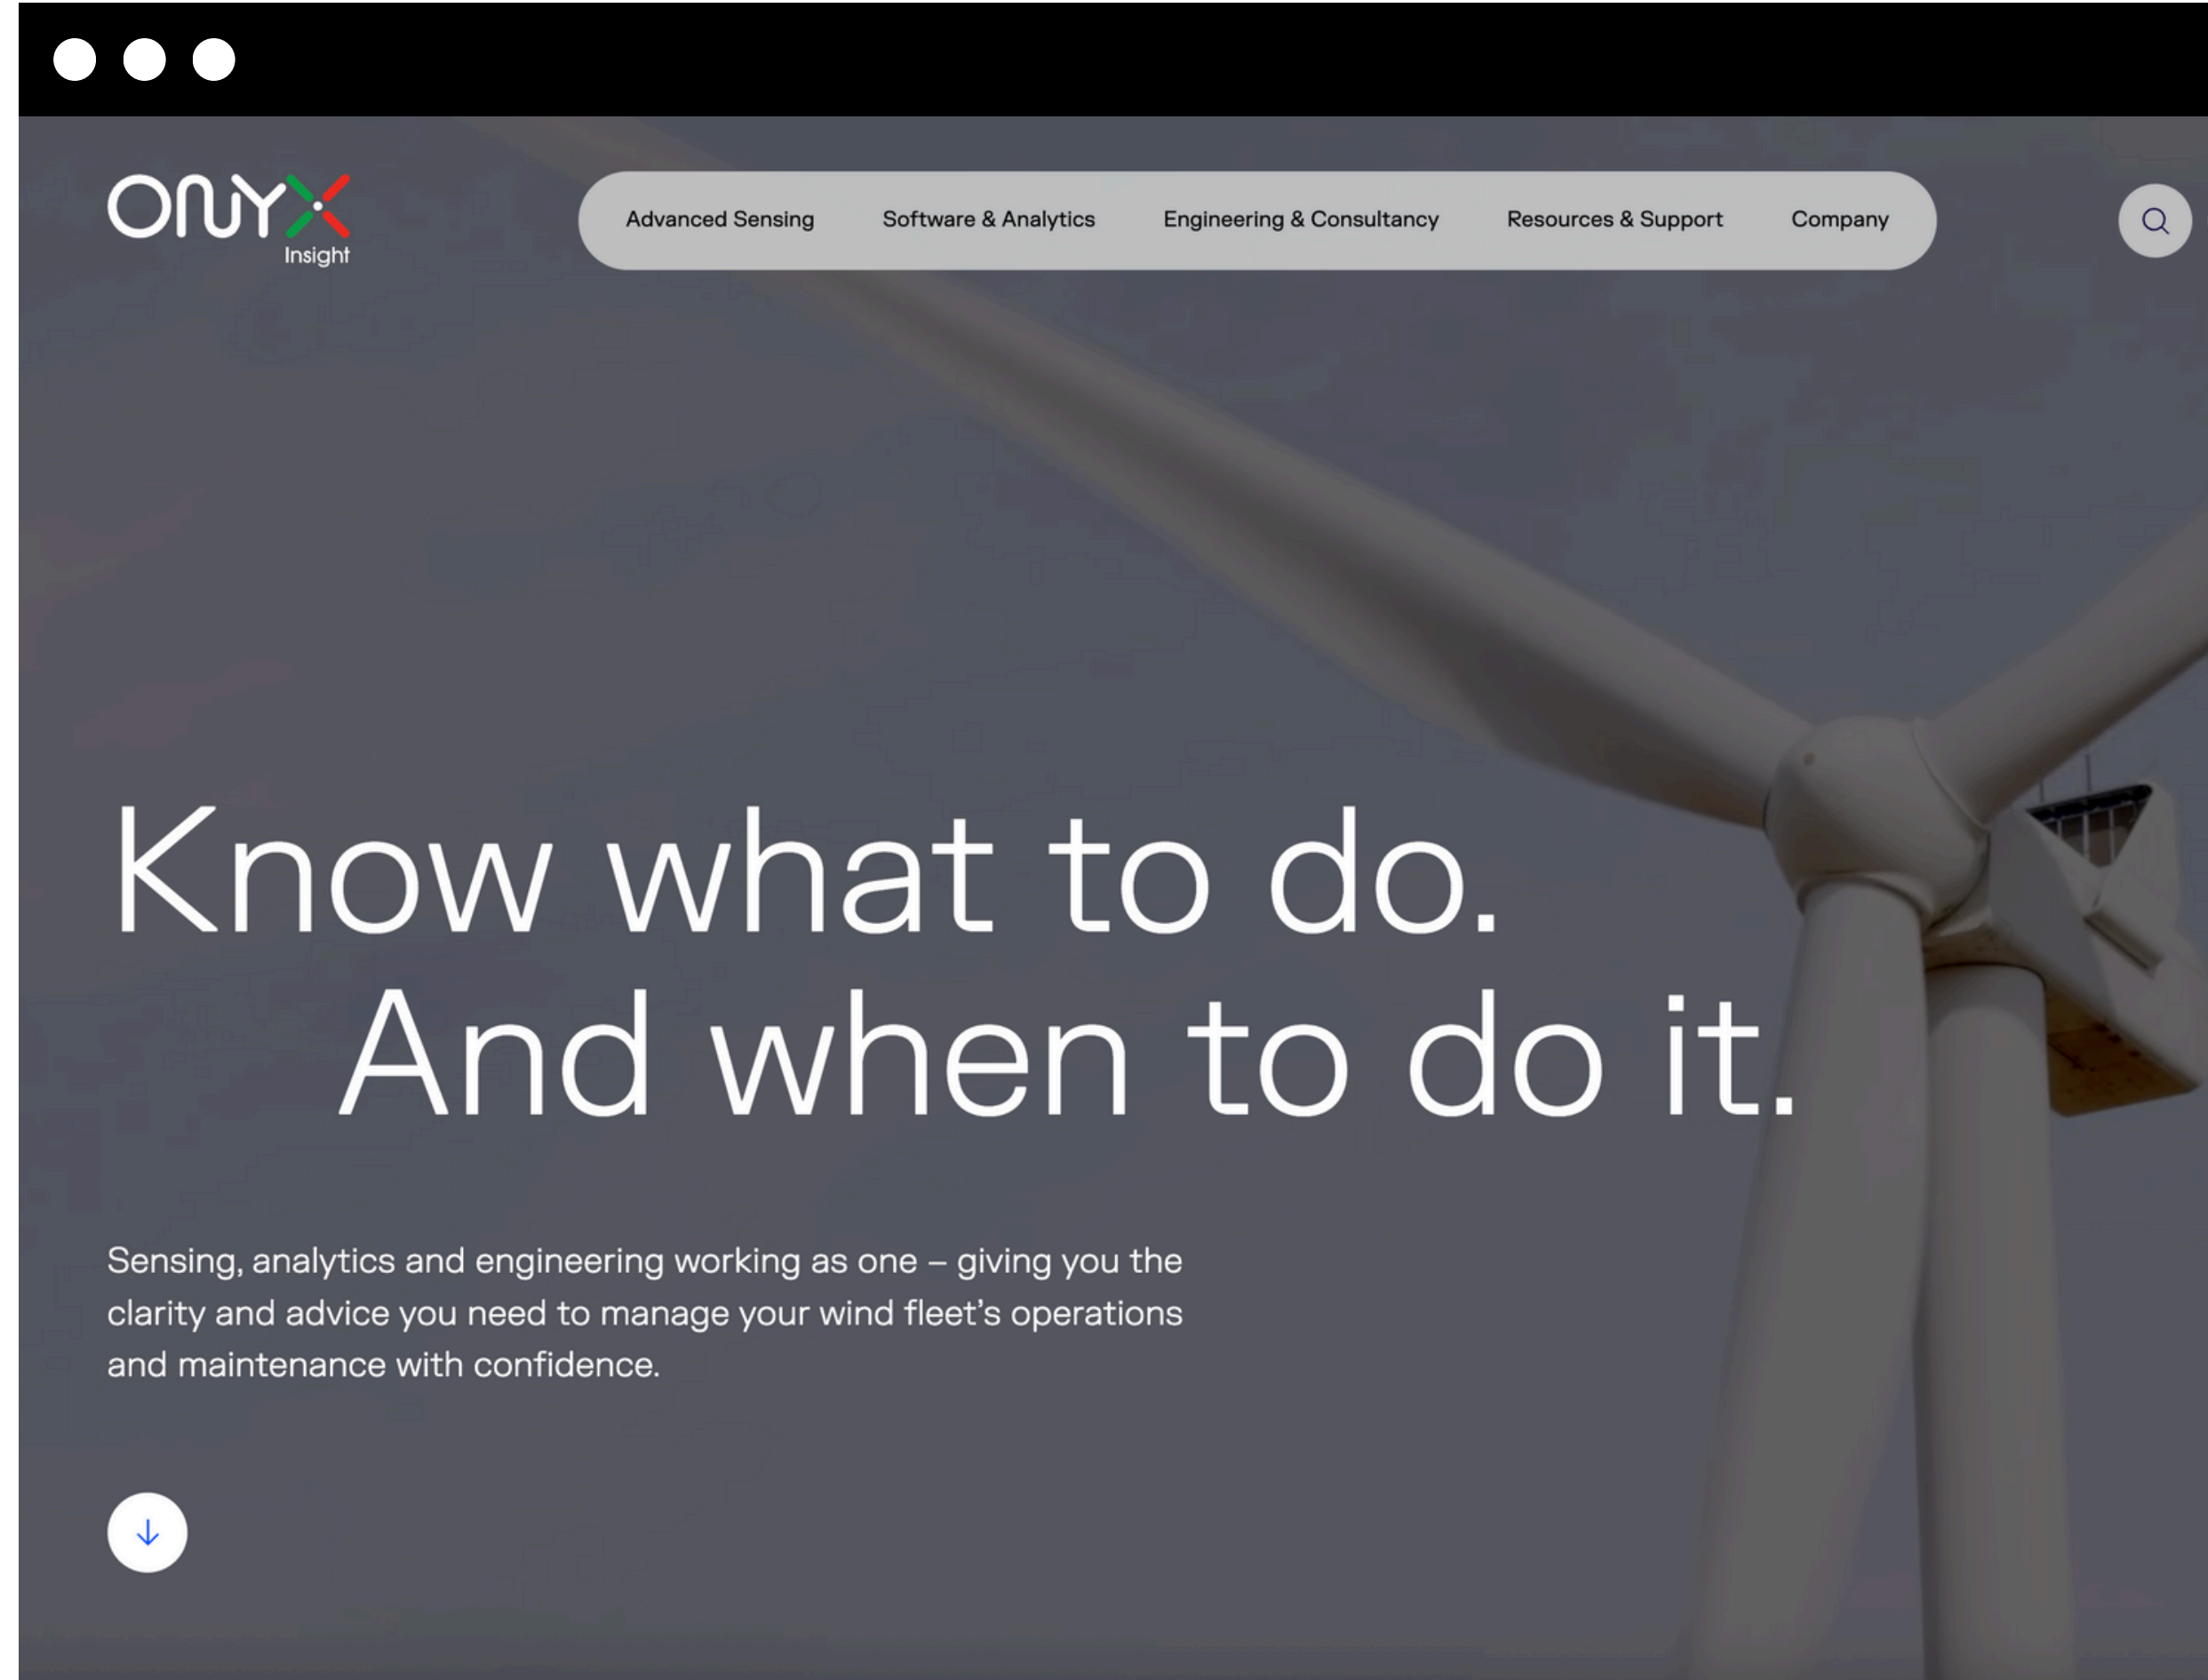 ONYX
Insight
Advanced Sensing
Software & Analytics
Engineering & Consultancy
Resources & Support
Company
Know what to do.
And when to do it.
Sensing, analytics and engineering working as one – giving you the
clarity and advice you need to manage your wind fleet’s operations
and maintenance with confidence.